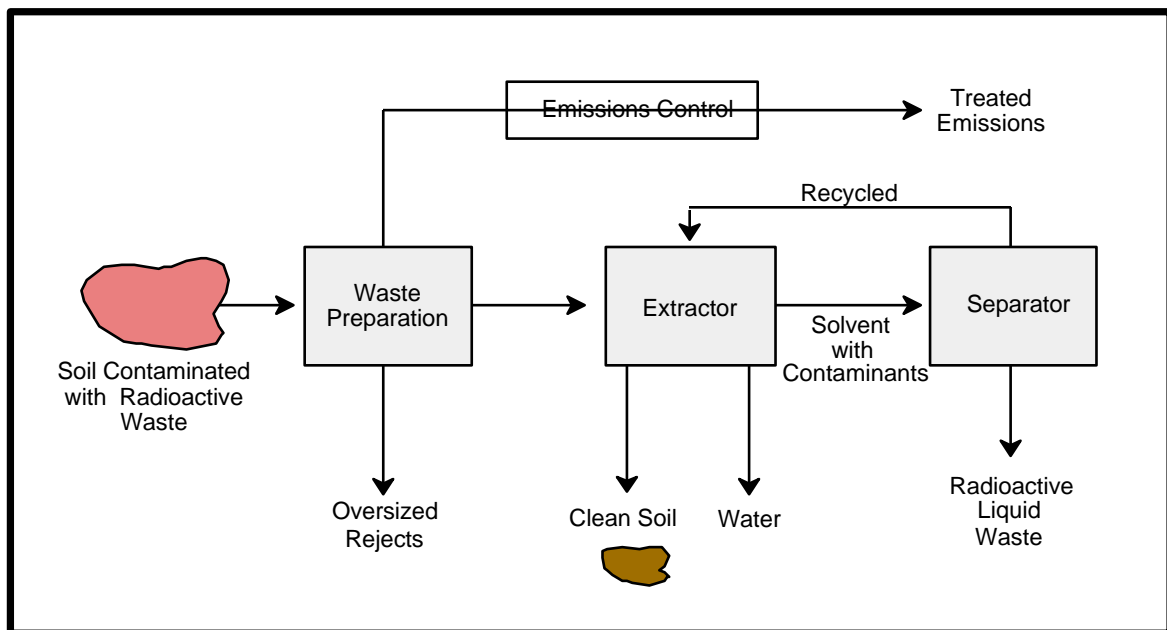 Emissions Control
Treated
Emissions
Recycled
Waste
Preparation
Extractor
Separator
Solvent
with
Contaminants
Soil Contaminated
with Radioactive
Waste
Oversized
Rejects
Clean Soil
Water
Radioactive
Liquid
Waste